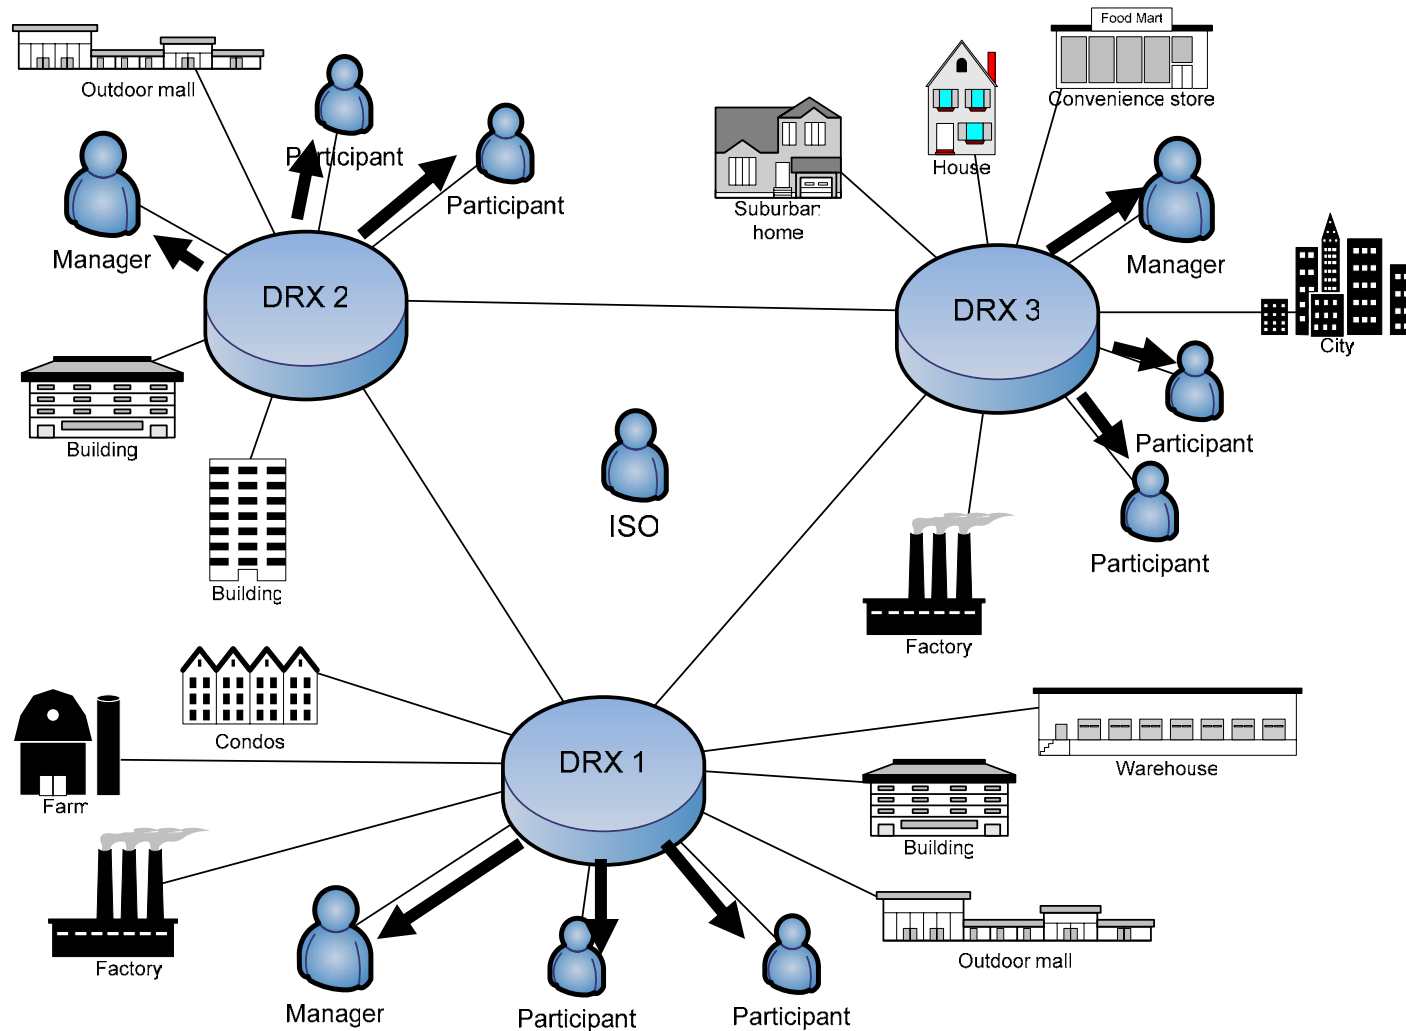 Food Mart
Outdoor mall
Convenience store
Participant
House
Participant
Suburban
home
Manager
Manager
DRX 2
DRX 3
City
Building
Participant
ISO
Participant
Building
Factory
Condos
DRX 1
Warehouse
Farm
Building
Factory
Outdoor mall
Manager
Participant
Participant